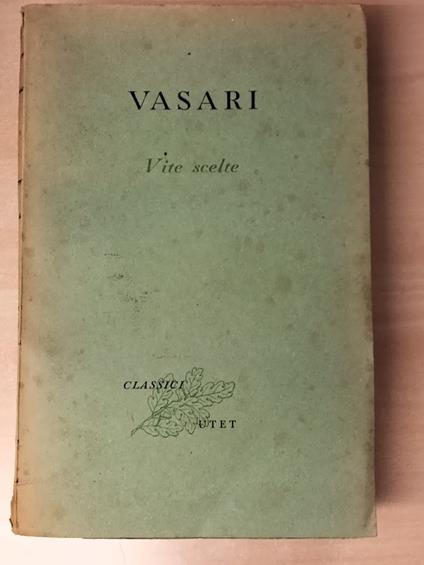 VASARI
Vite scelte
CLASSICI
UTET